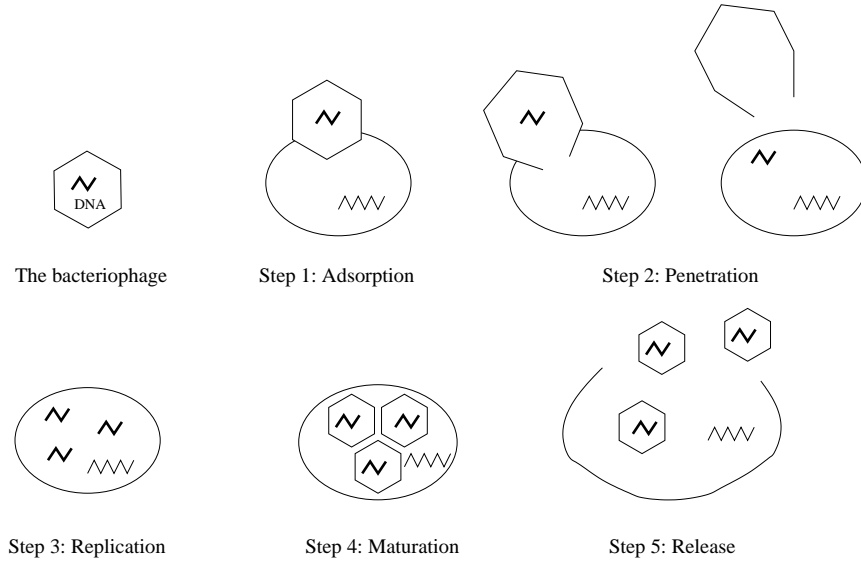 DNA
The bacteriophage
Step 1: Adsorption
Step 2: Penetration
Step 3: Replication
Step 4: Maturation
Step 5: Release